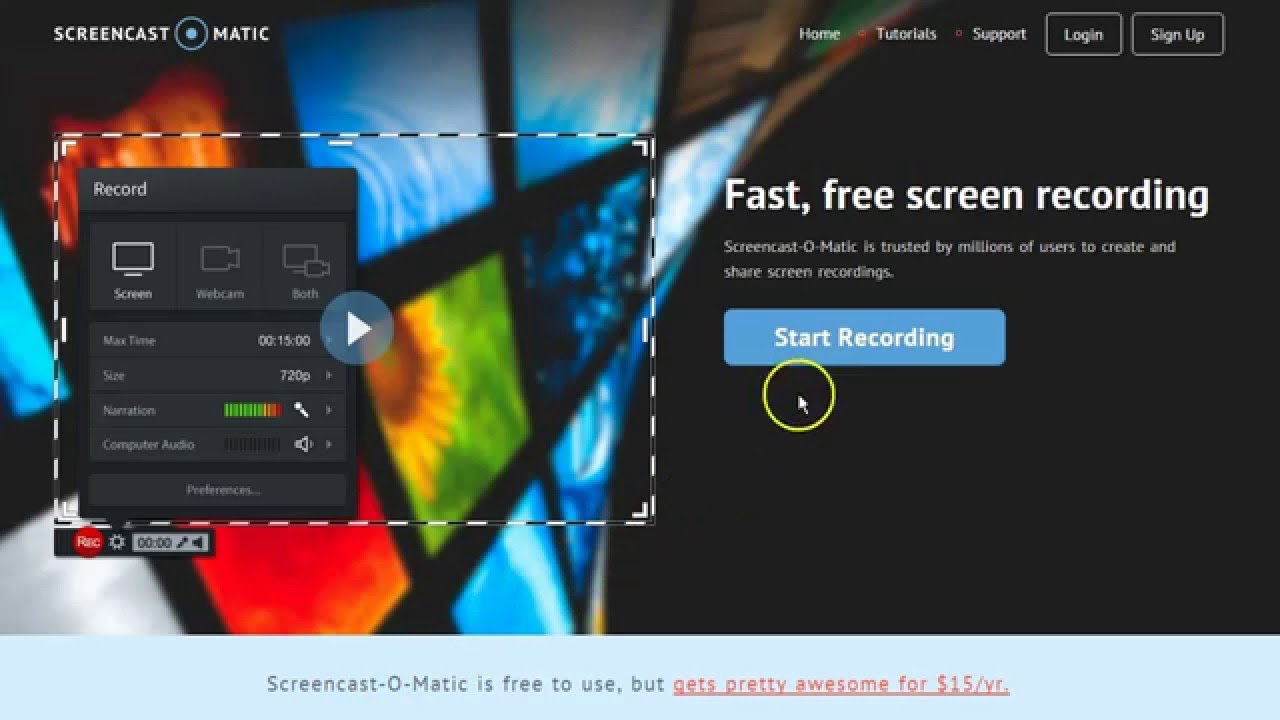 SCREENCAST MATIC
Home Tutorials Support Login Sign Up
Record
Screen Webcam Both
Max Time 00:15:00
Size 720p
Narration
Computer Audio
Preferences...
Rec 00:00
Fast, free screen recording
Screencast-O-Matic is trusted by millions of users to create and
share screen recordings.
Start Recording
Screencast-O-Matic is free to use, but gets pretty awesome for $15/yr.